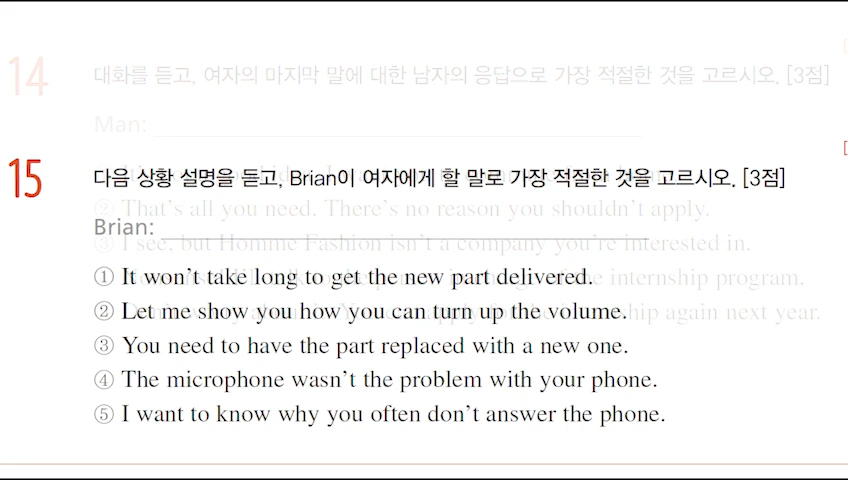 14 대화를 듣고, 여자의 마지막 말에 대한 남자의 응답으로 가장 적절한 것을 고르시오. [3점]
Man:
15 다음 상황 설명을 듣고, Brian이 여자에게 할 말로 가장 적절한 것을 고르시오. [3점]
② That's all you need. There's no reason you shouldn't apply.
Brian:
③ I see, but Homme Fashion isn't a company you're interested in.
① It won't take long to get the new part delivered.
the internship program.
② Let me show you how you can turn up the volume.
again next year.
③ You need to have the part replaced with a new one.
④ The microphone wasn't the problem with your phone.
⑤ I want to know why you often don't answer the phone.